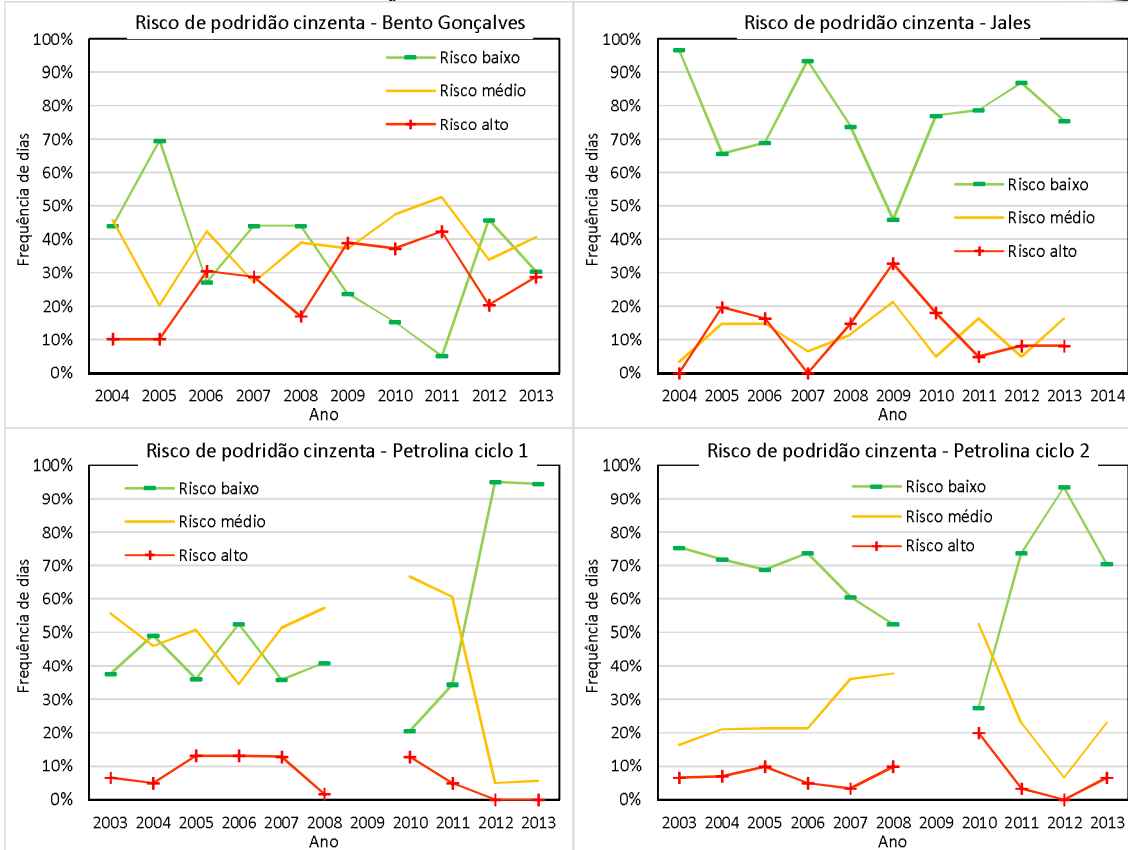 Risco de podridão cinzenta - Bento Gonçalves
100%
90%
80%
70%
60%
50%
40%
30%
20%
10%
0%
Frequência de dias
Risco baixo
Risco médio
Risco alto
2004 2005 2006 2007 2008 2009 2010 2011 2012 2013
Ano
Risco de podridão cinzenta - Jales
100%
90%
80%
70%
60%
50%
40%
30%
20%
10%
0%
Frequência de dias
Risco baixo
Risco médio
Risco alto
2004 2005 2006 2007 2008 2009 2010 2011 2012 2013 2014
Ano
Risco de podridão cinzenta - Petrolina ciclo 1
100%
90%
80%
70%
60%
50%
40%
30%
20%
10%
0%
Frequência de dias
Risco baixo
Risco médio
Risco alto
2003 2004 2005 2006 2007 2008 2009 2010 2011 2012 2013
Ano
Risco de podridão cinzenta - Petrolina ciclo 2
100%
90%
80%
70%
60%
50%
40%
30%
20%
10%
0%
Frequência de dias
Risco baixo
Risco médio
Risco alto
2003 2004 2005 2006 2007 2008 2009 2010 2011 2012 2013
Ano